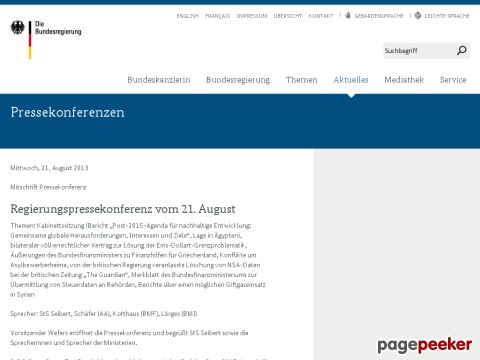 ENGLISH FRANÇAIS IMPRESSUM ÜBERSICHT KONTAKT GEBÄRDENSPRACHE LEICHTE SPRACHE
Die
Bundesregierung
Suchbegriff
Bundeskanzlerin Bundesregierung Themen Aktuelles Mediathek Service
Pressekonferenzen
Mittwoch, 21. August 2013
Mitschrift Pressekonferenz
Regierungspressekonferenz vom 21. August
Themen: Kabinettssitzung (Bericht „Post-2015-Agenda für nachhaltige Entwicklung:
Gemeinsame globale Herausforderungen, Interessen und Ziele“, Lage in Ägypten),
bilateraler völkerrechtlicher Vertrag zur Lösung der Ems-Dollart-Grenzproblematik,
Äußerungen des Bundesfinanzministers zu Finanzhilfen für Griechenland, Konflikte um
Asylbewerberheime, von der britischen Regierung veranlasste Löschung von NSA-Daten
bei der britischen Zeitung „The Guardian“, Merkblatt des Bundesfinanzministeriums zur
Übermittlung von Steuerdaten an Behörden, Berichte über einen möglichen Giftgaseinsatz
in Syrien
Sprecher: StS Seibert, Schäfer (AA), Kotthaus (BMF), Lörges (BMI)
Vorsitzender Wefers eröffnet die Pressekonferenz und begrüßt StS Seibert sowie die
Sprecherinnen und Sprecher der Ministerien.
pagepeeker